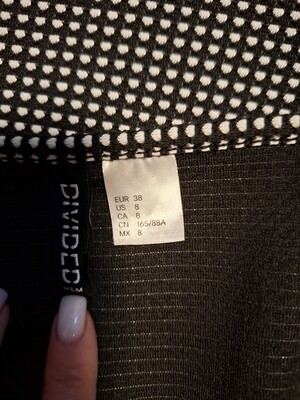 DIVIDED
EUR 38
US 8
CA 8
CN 165/88A
MX 8